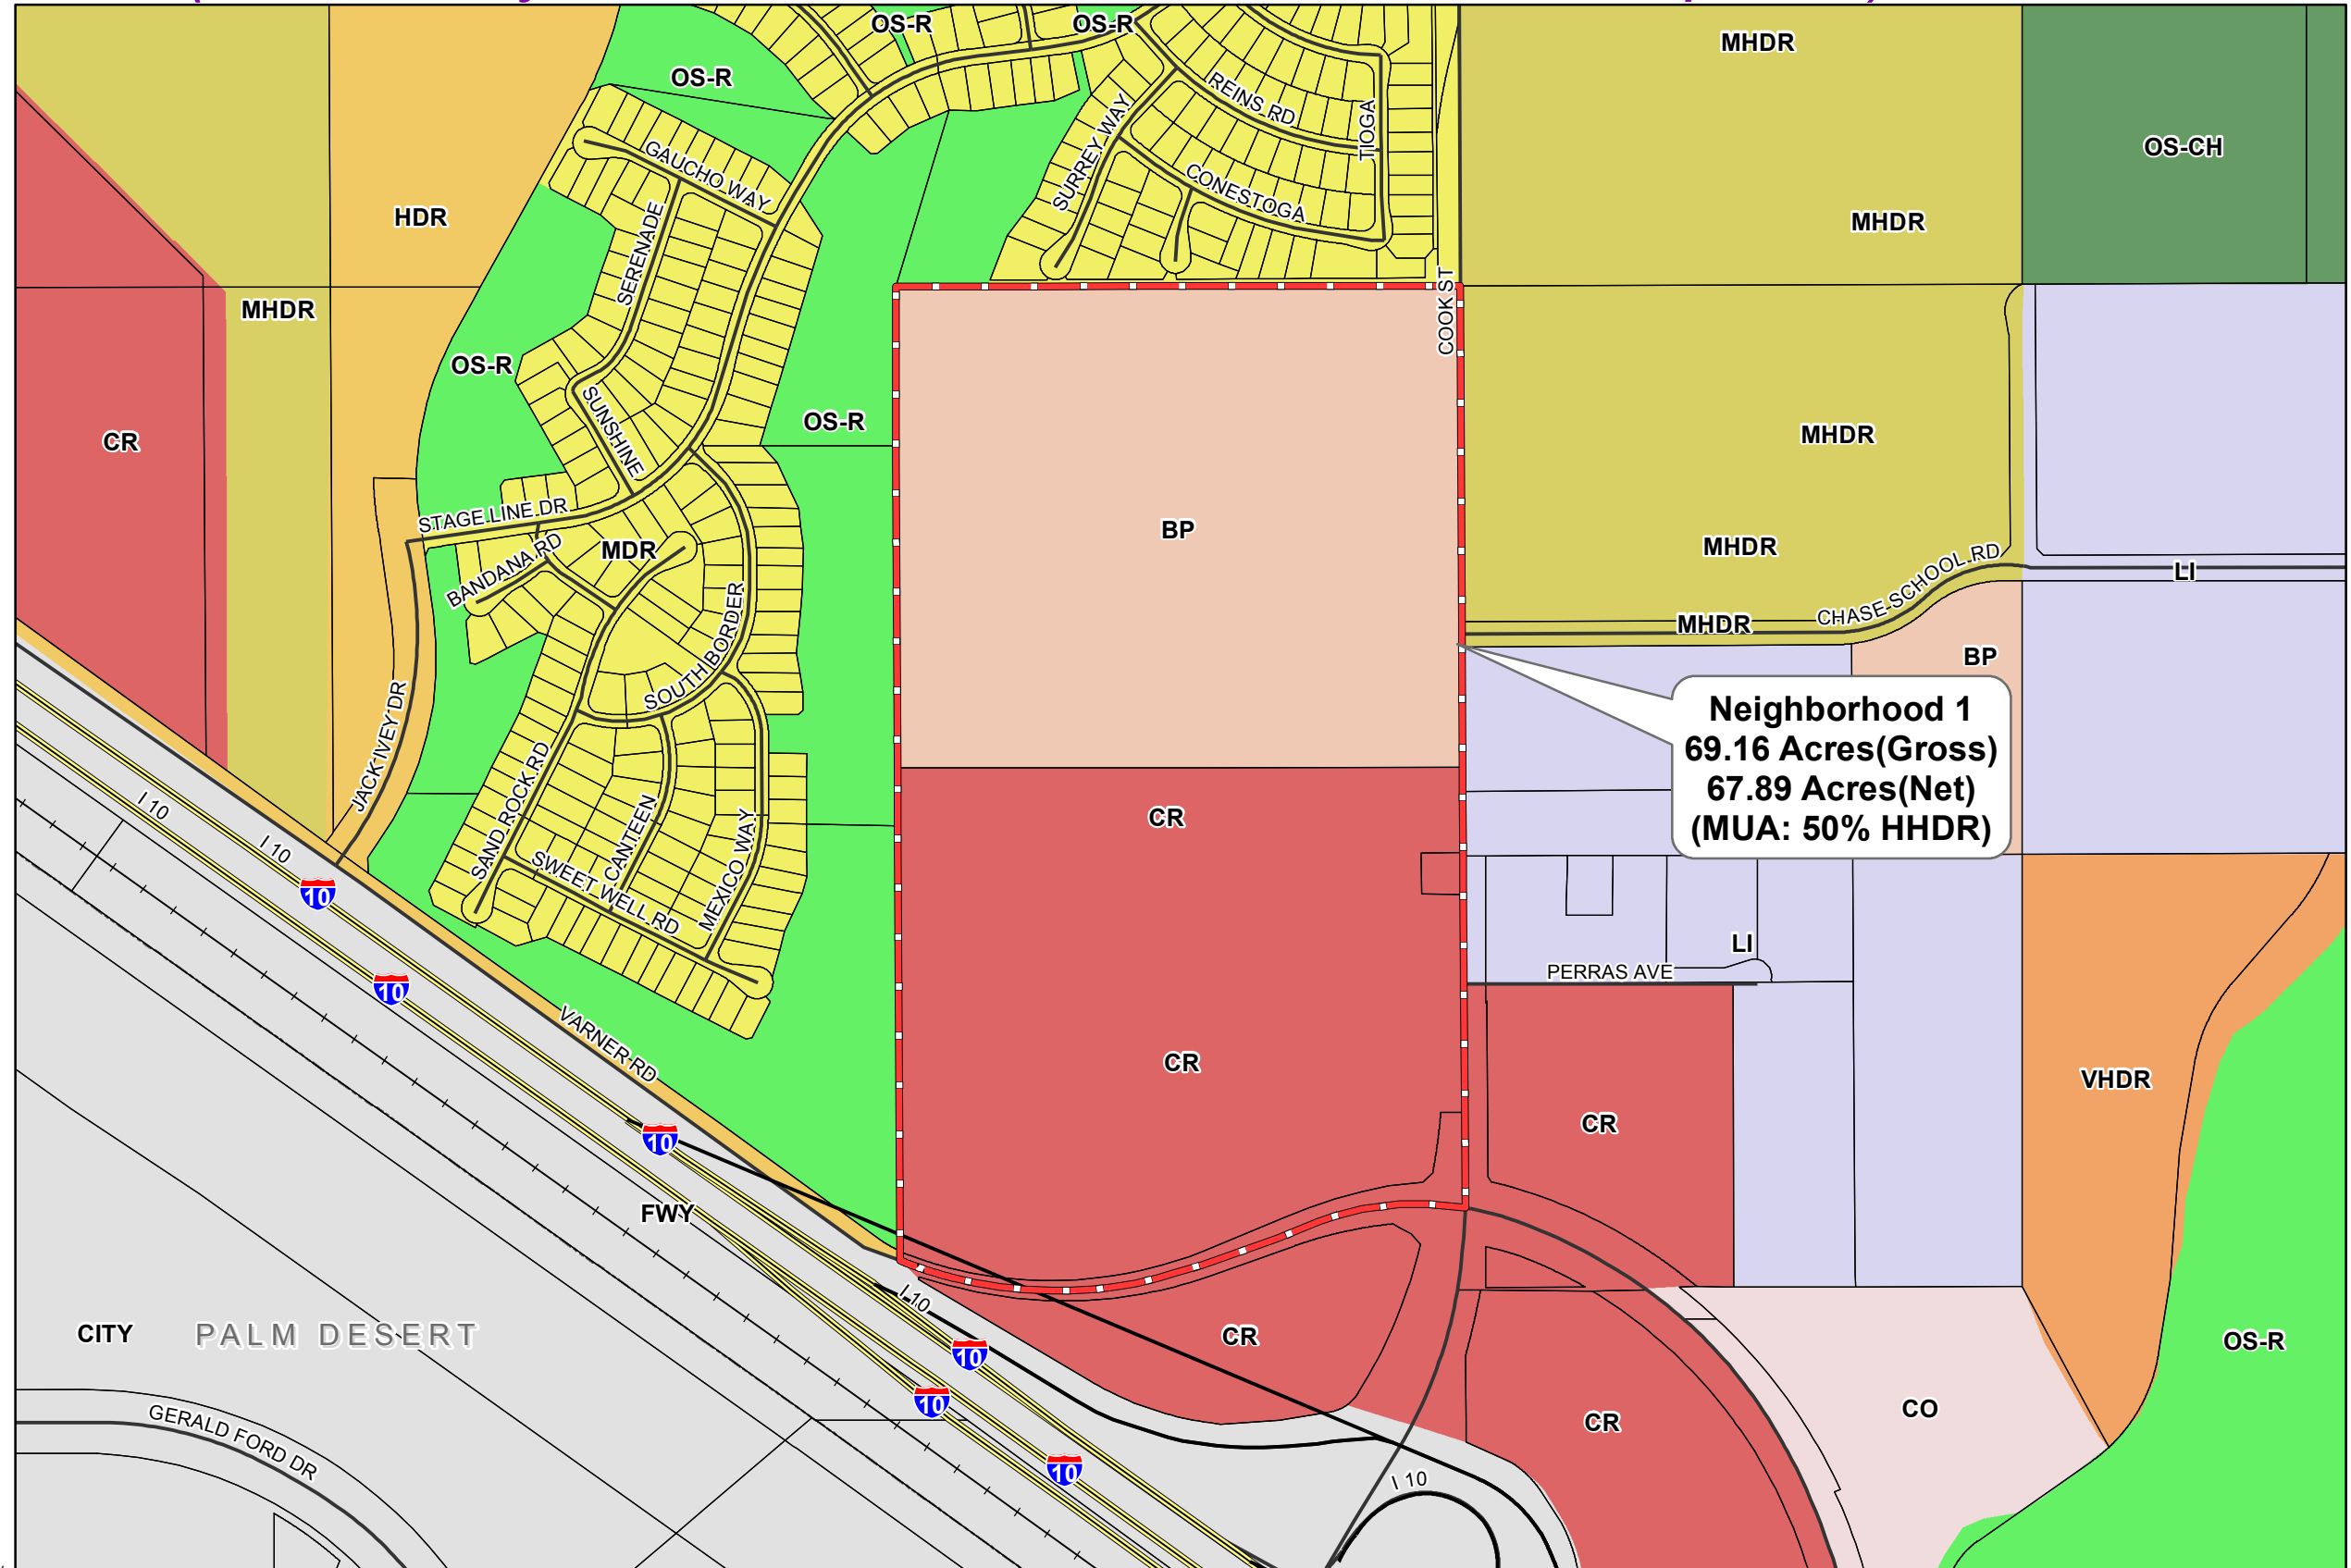 OS-R
OS-R
MHDR
OS-R
REINS RD
TIOGA
SURREY WAY
OS-CH
GAUCHO WAY
CONESTOGA
HDR
MHDR
SERENADE
COOK ST
MHDR
OS-R
OS-R
CR
SUNSHINE
MHDR
STAGE LINE DR
BANDANA RD
MDR
BP
MHDR
CHASE SCHOOL RD
LI
MHDR
SOUTH BORDER
BP
Neighborhood 1
69.16 Acres(Gross)
67.89 Acres(Net)
(MUA: 50% HHDR)
JACK IVEY DR
I 10
I 10
SAND ROCK RD
CANTEEN
MEXICO WAY
SWEET WELL RD
CR
10
10
LI
PERRAS AVE
VARNER RD
CR
VHDR
CR
10
FWY
I 10
CITY
PALM DESERT
10
CR
OS-R
10
GERALD FORD DR
CR
CO
10
I 10